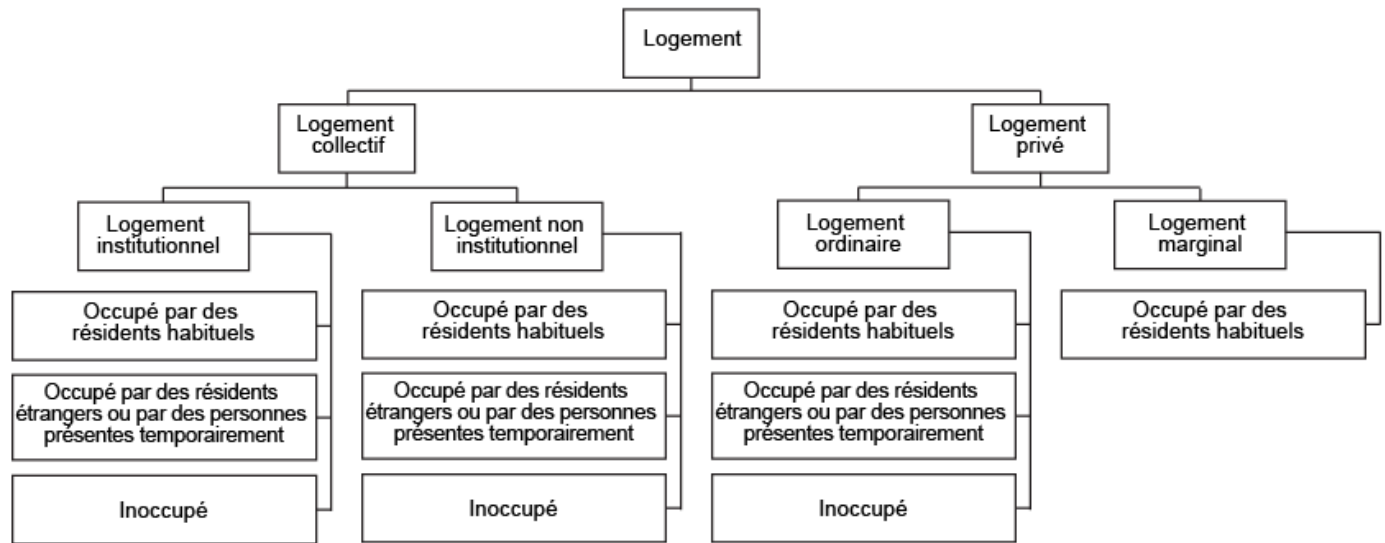 Logement
Logement
collectif
Logement
privé
Logement
institutionnel
Logement non
institutionnel
Logement
ordinaire
Logement
marginal
Occupé par des
résidents habituels
Occupé par des
résidents habituels
Occupé par des
résidents habituels
Occupé par des
résidents habituels
Occupé par des résidents
étrangers ou par des personnes
présentes temporairement
Occupé par des résidents
étrangers ou par des personnes
présentes temporairement
Occupé par des résidents
étrangers ou par des personnes
présentes temporairement
Inoccupé
Inoccupé
Inoccupé